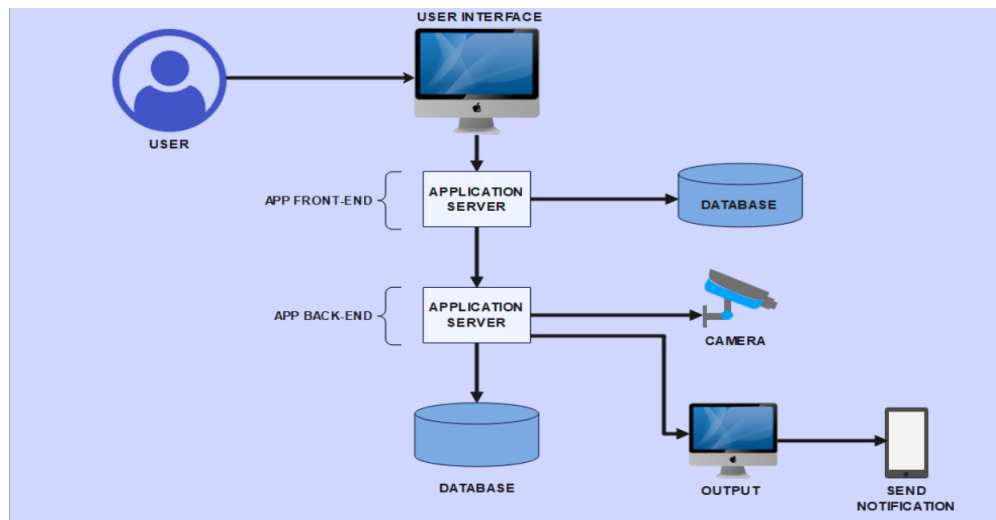 USER INTERFACE
USER
APP FRONT-END
APPLICATION
SERVER
DATABASE
APP BACK-END
APPLICATION
SERVER
CAMERA
DATABASE
OUTPUT
SEND
NOTIFICATION